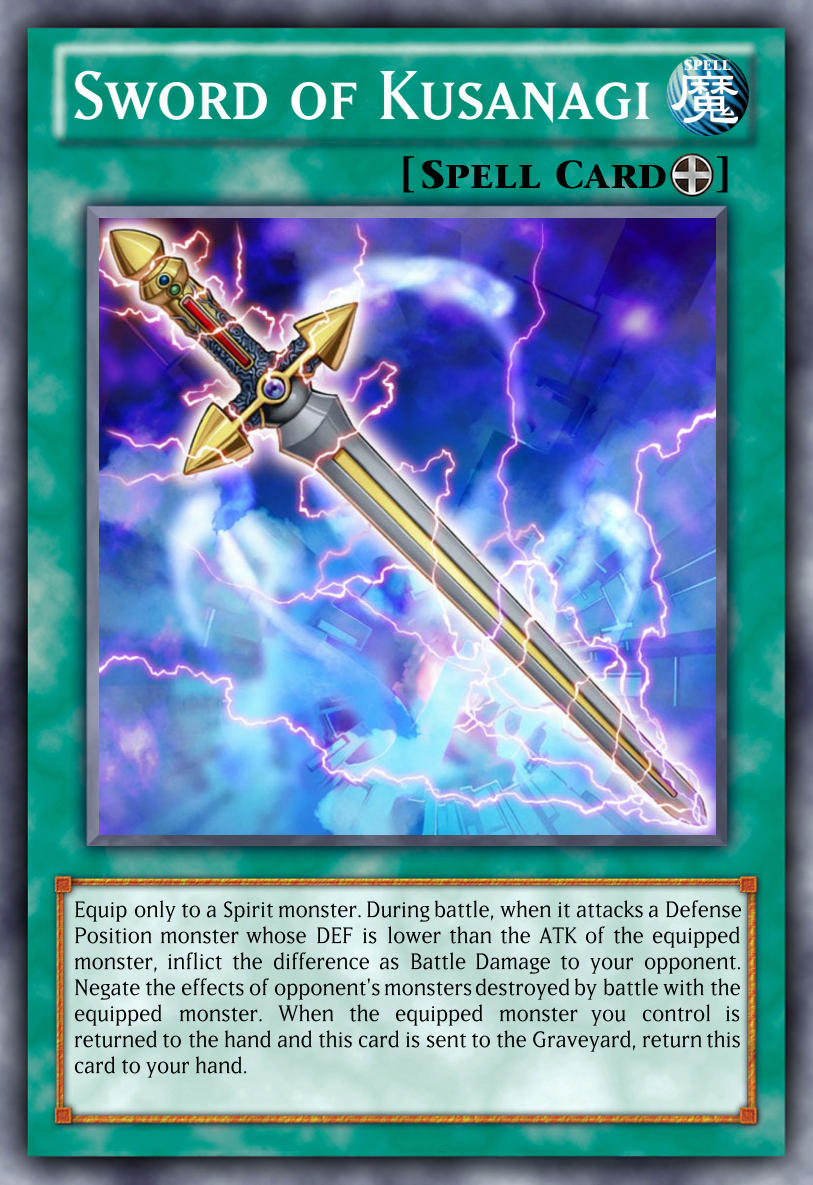 Sword of Kusanagi
SPELL
魔
[Spell Card]
Equip only to a Spirit monster. During battle, when it attacks a Defense
Position monster whose DEF is lower than the ATK of the equipped
monster, inflict the difference as Battle Damage to your opponent.
Negate the effects of opponent's monsters destroyed by battle with the
equipped monster. When the equipped monster you control is
returned to the hand and this card is sent to the Graveyard, return this
card to your hand.